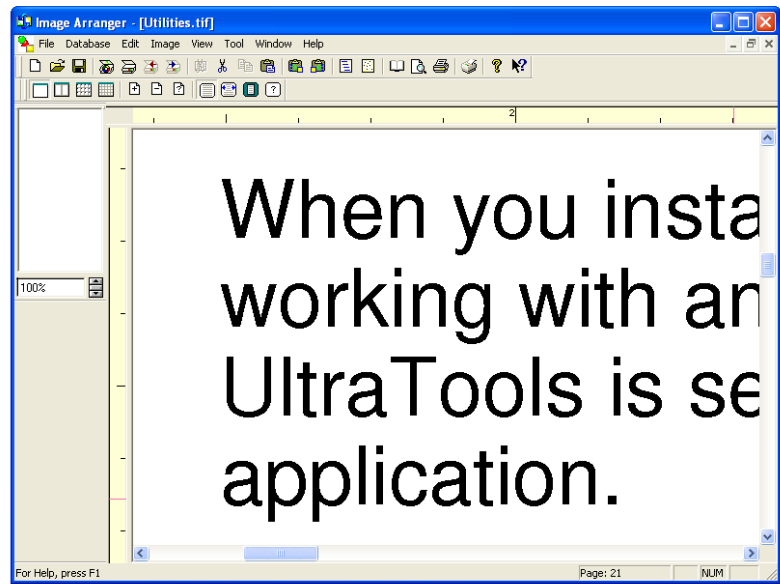 Image Arranger - [Utilities.tif]
File Database Edit Image View Tool Window Help
2
100%
When you insta
working with an
UltraTools is se
application.
For Help, press F1 Page: 21 NUM